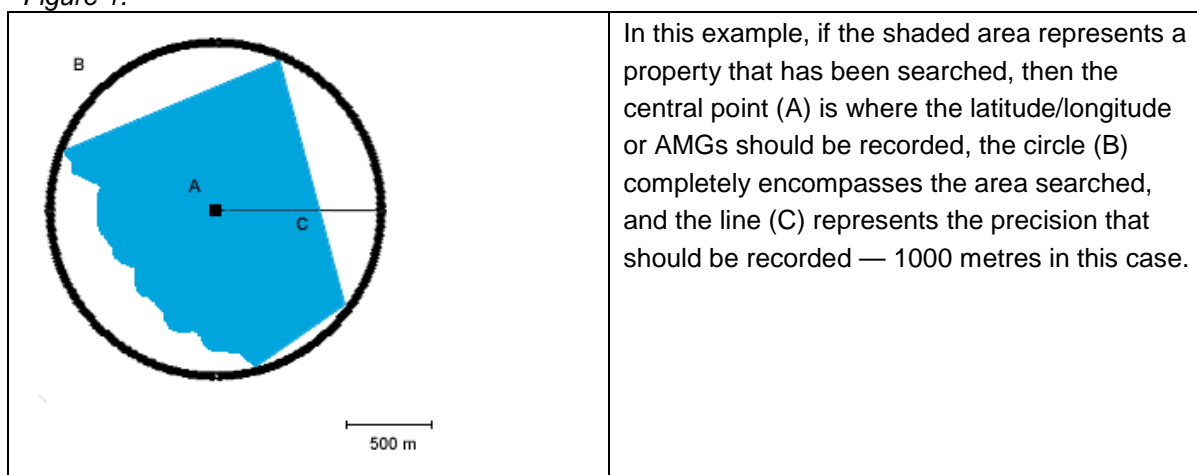 Figure 1.
B
A
C
500 m
In this example, if the shaded area represents a
property that has been searched, then the
central point (A) is where the latitude/longitude
or AMGs should be recorded, the circle (B)
completely encompasses the area searched,
and the line (C) represents the precision that
should be recorded — 1000 metres in this case.